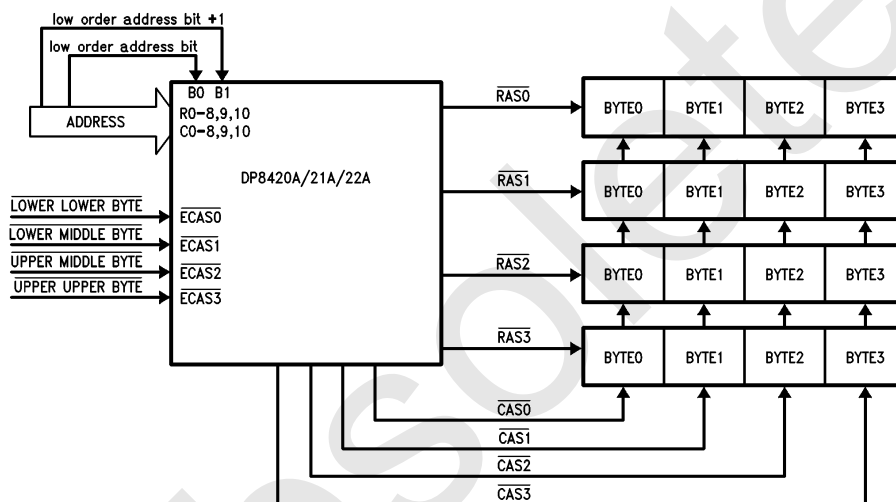 low order address bit +1
low order address bit
B0 B1
R0-8,9,10
C0-8,9,10
ADDRESS
DP8420A/21A/22A
LOWER LOWER BYTE
LOWER MIDDLE BYTE
UPPER MIDDLE BYTE
UPPER UPPER BYTE
ECAS0
ECAS1
ECAS2
ECAS3
RAS0
BYTE0 BYTE1 BYTE2 BYTE3
RAS1
BYTE0 BYTE1 BYTE2 BYTE3
RAS2
BYTE0 BYTE1 BYTE2 BYTE3
RAS3
BYTE0 BYTE1 BYTE2 BYTE3
CAS0
CAS1
CAS2
CAS3